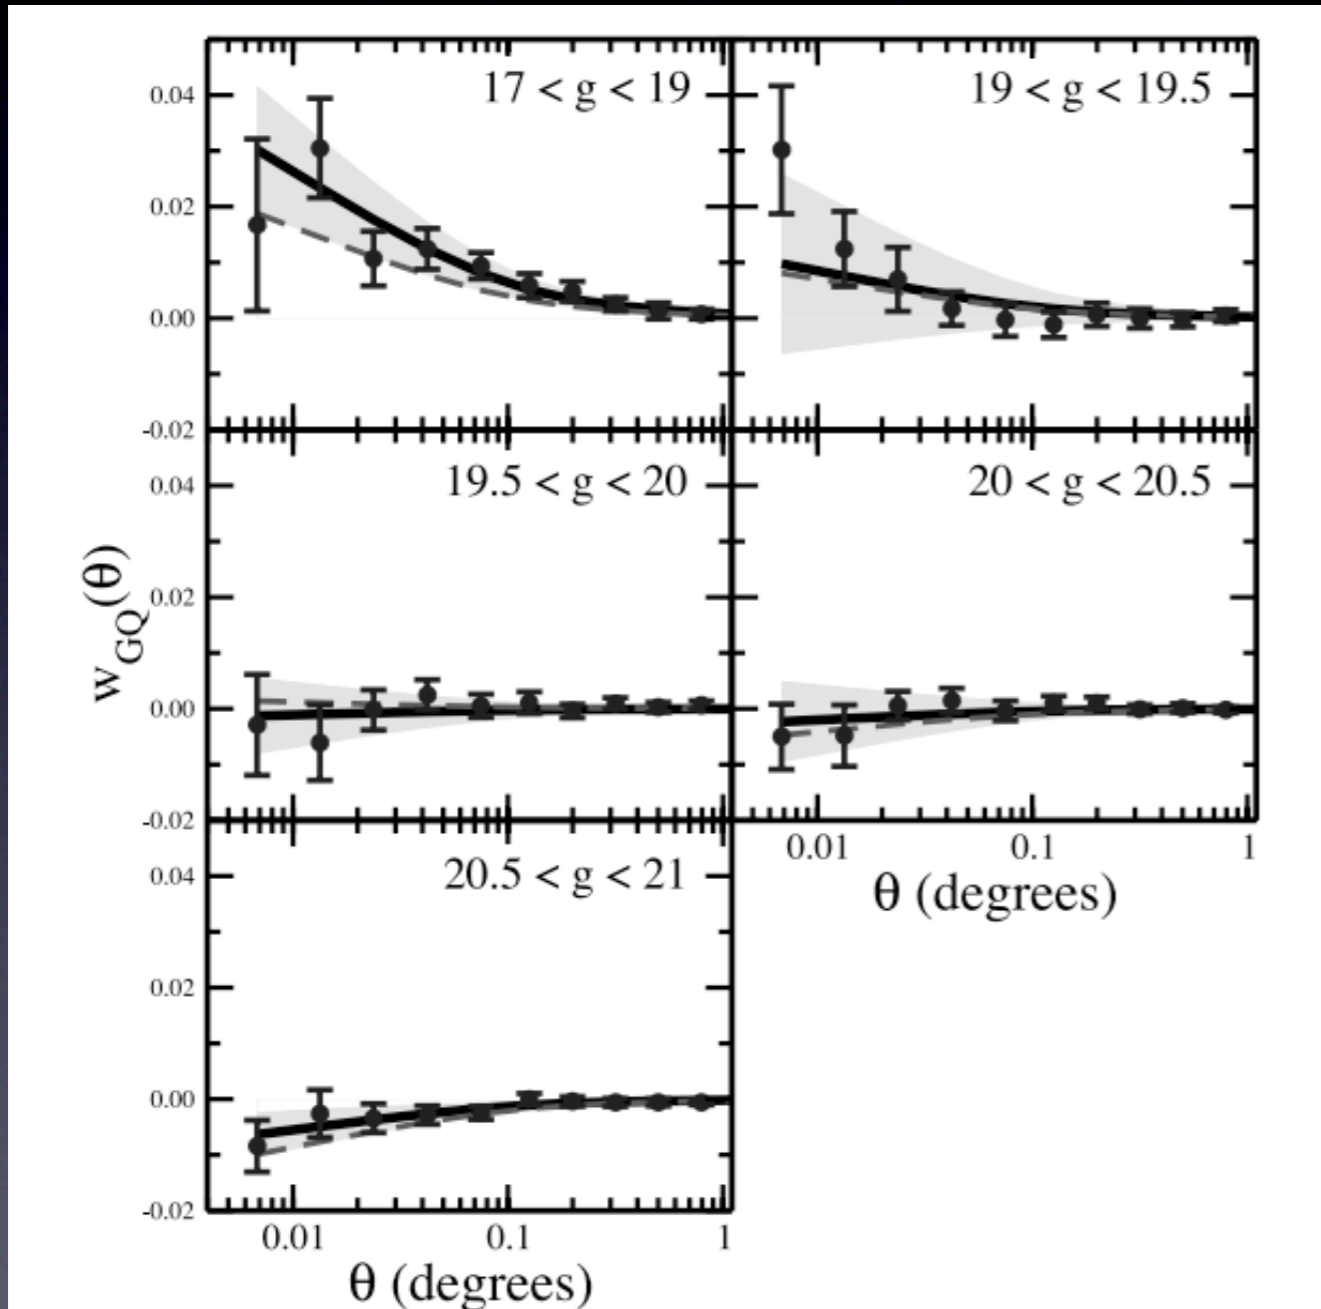 17 < g < 19
19 < g < 19.5
0.04
0.02
0.00
-0.02
19.5 < g < 20
20 < g < 20.5
0.04
0.02
0.00
-0.02
w_GQ(θ)
0.01 0.1 1
θ (degrees)
20.5 < g < 21
0.04
0.02
0.00
-0.02
0.01 0.1 1
θ (degrees)